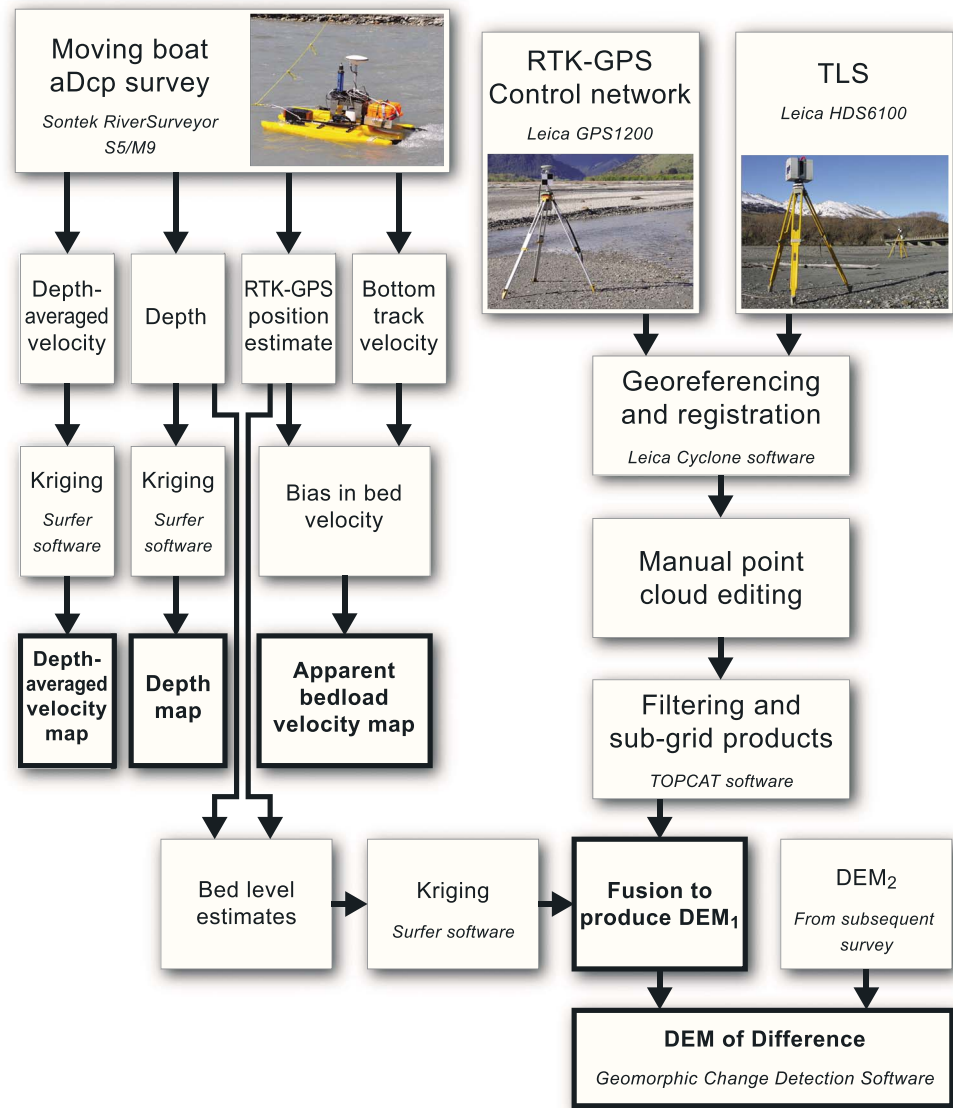 Moving boat
aDcp survey
Sontek RiverSurveyor
S5/M9
RTK-GPS
Control network
Leica GPS1200
TLS
Leica HDS6100
Depth-
averaged
velocity
Depth
RTK-GPS
position
estimate
Bottom
track
velocity
Georeferencing
and registration
Leica Cyclone software
Kriging
Surfer
software
Kriging
Surfer
software
Bias in bed
velocity
Manual point
cloud editing
Depth-
averaged
velocity
map
Depth
map
Apparent
bedload
velocity map
Filtering and
sub-grid products
TOPCAT software
Bed level
estimates
Kriging
Surfer software
Fusion to
produce DEM₁
DEM₂
From subsequent
survey
DEM of Difference
Geomorphic Change Detection Software